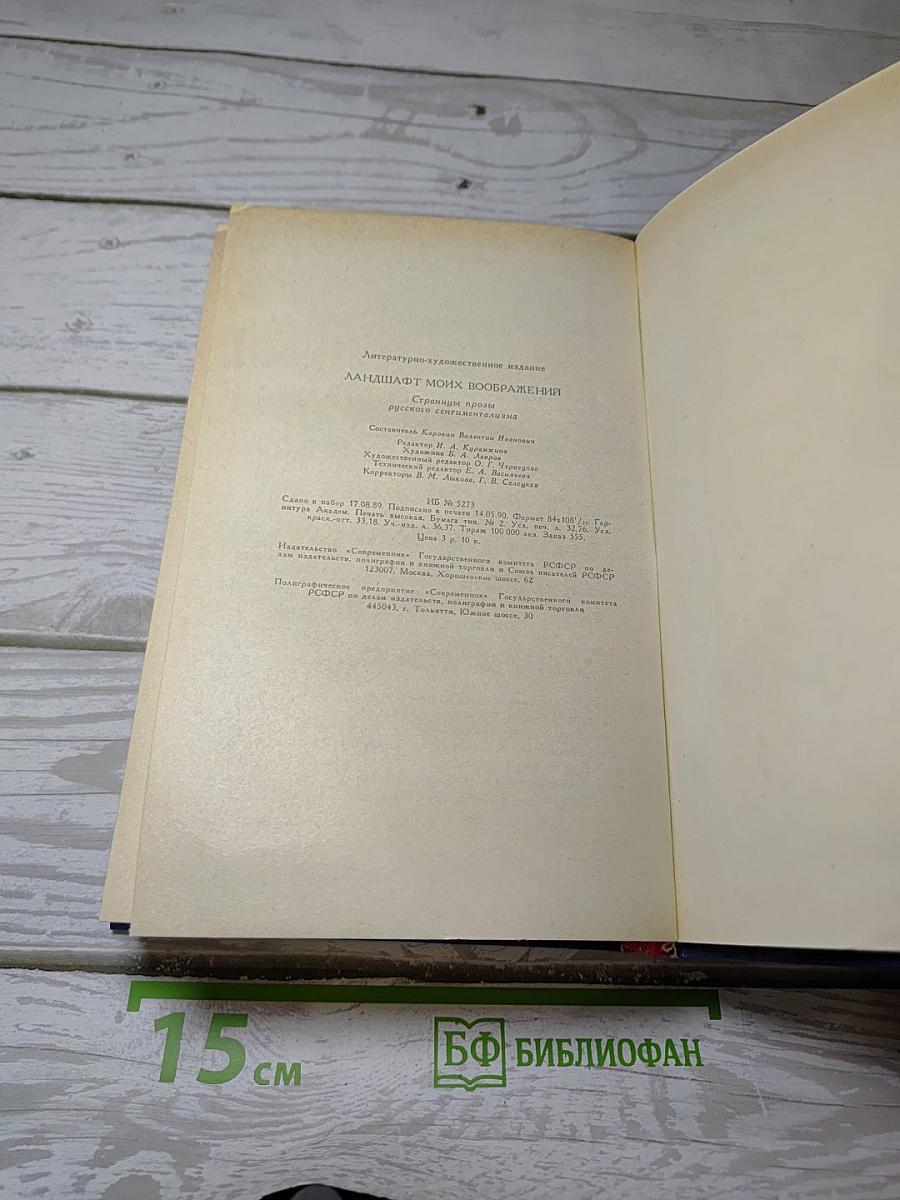 Литературно-художественное издание
ЛАНДШАФТ МОИХ ВООБРАЖЕНИЙ
Страницы прозы
русского сентиментализма
Составитель Коровин Валентин Иванович
Редактор И. А. Курамжина
Художник Б. А. Лавров
Художественный редактор О. Г. Червецова
Технический редактор Е. А. Васильева
Корректоры В. М. Лыкова, Г. В. Селецкая
ИБ № 5273
Сдано в набор 17.08.89. Подписано к печати 14.05.90. Формат 84x108¹/₃₂. Гар-
нитура Академ. Печать высокая. Бумага тип. № 2. Усл. печ. л. 32,76. Усл.
краск.-отт. 33,18. Уч.-изд. л. 36,37. Тираж 100 000 экз. Заказ 555.
Цена 3 р. 10 к.
Издательство «Современник» Государственного комитета РСФСР по де-
лам издательств, полиграфии и книжной торговли и Союза писателей РСФСР
123007, Москва, Хорошевское шоссе, 62
Полиграфическое предприятие «Современник» Государственного комитета
РСФСР по делам издательств, полиграфии и книжной торговли
445043, г. Тольятти, Южное шоссе, 30
15 см
БФ БИБЛИОФАН